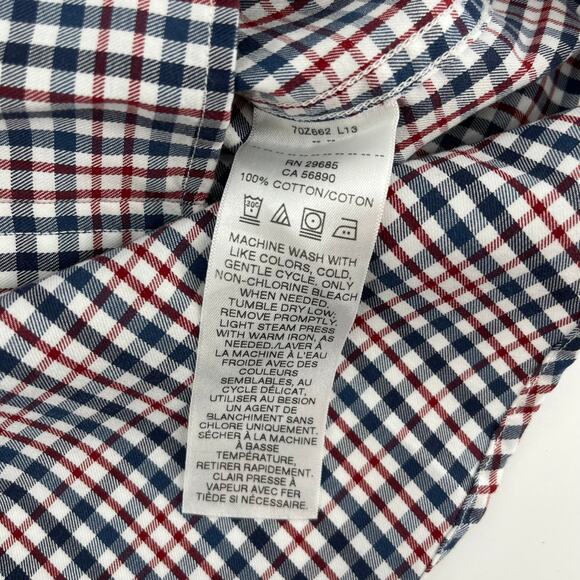 70Z662 L13
RN 29685
CA 56890
100% COTTON/COTON
30C
MACHINE WASH WITH
LIKE COLORS, COLD,
GENTLE CYCLE, ONLY
NON-CHLORINE BLEACH
WHEN NEEDED.
TUMBLE DRY LOW.
REMOVE PROMPTLY.
LIGHT STEAM PRESS
WITH WARM IRON, AS
NEEDED./LAVER À
LA MACHINE À L'EAU
FROIDE AVEC DES
COULEURS
SEMBLABLES, AU
CYCLE DÉLICAT,
UTILISER AU BESION
UN AGENT DE
BLANCHIMENT SANS
CHLORE UNIQUEMENT.
SÉCHER À LA MACHINE
À BASSE
TEMPÉRATURE,
RETIRER RAPIDEMENT.
CLAIR PRESSE À
VAPEUR AVEC FER
TIÈDE SI NÉCESSAIRE.